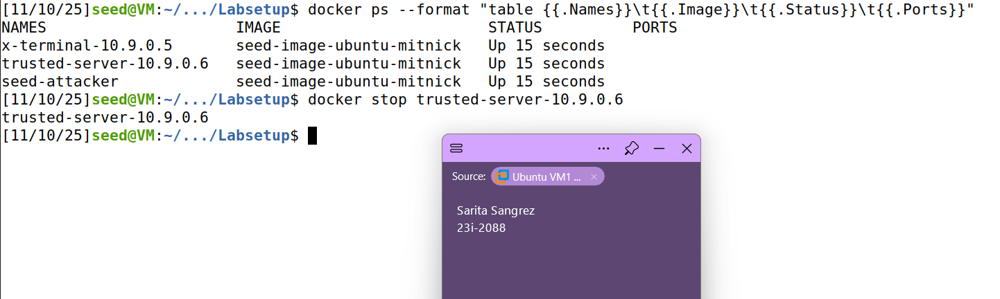 [11/10/25]seed@VM:~/.../Labsetup$ docker ps --format "table {{.Names}}\t{{.Image}}\t{{.Status}}\t{{.Ports}}"
NAMES IMAGE STATUS PORTS
x-terminal-10.9.0.5 seed-image-ubuntu-mitnick Up 15 seconds
trusted-server-10.9.0.6 seed-image-ubuntu-mitnick Up 15 seconds
seed-attacker seed-image-ubuntu-mitnick Up 15 seconds
[11/10/25]seed@VM:~/.../Labsetup$ docker stop trusted-server-10.9.0.6
trusted-server-10.9.0.6
[11/10/25]seed@VM:~/.../Labsetup$
Source: Ubuntu VM1 ...
Sarita Sangrez
23i-2088